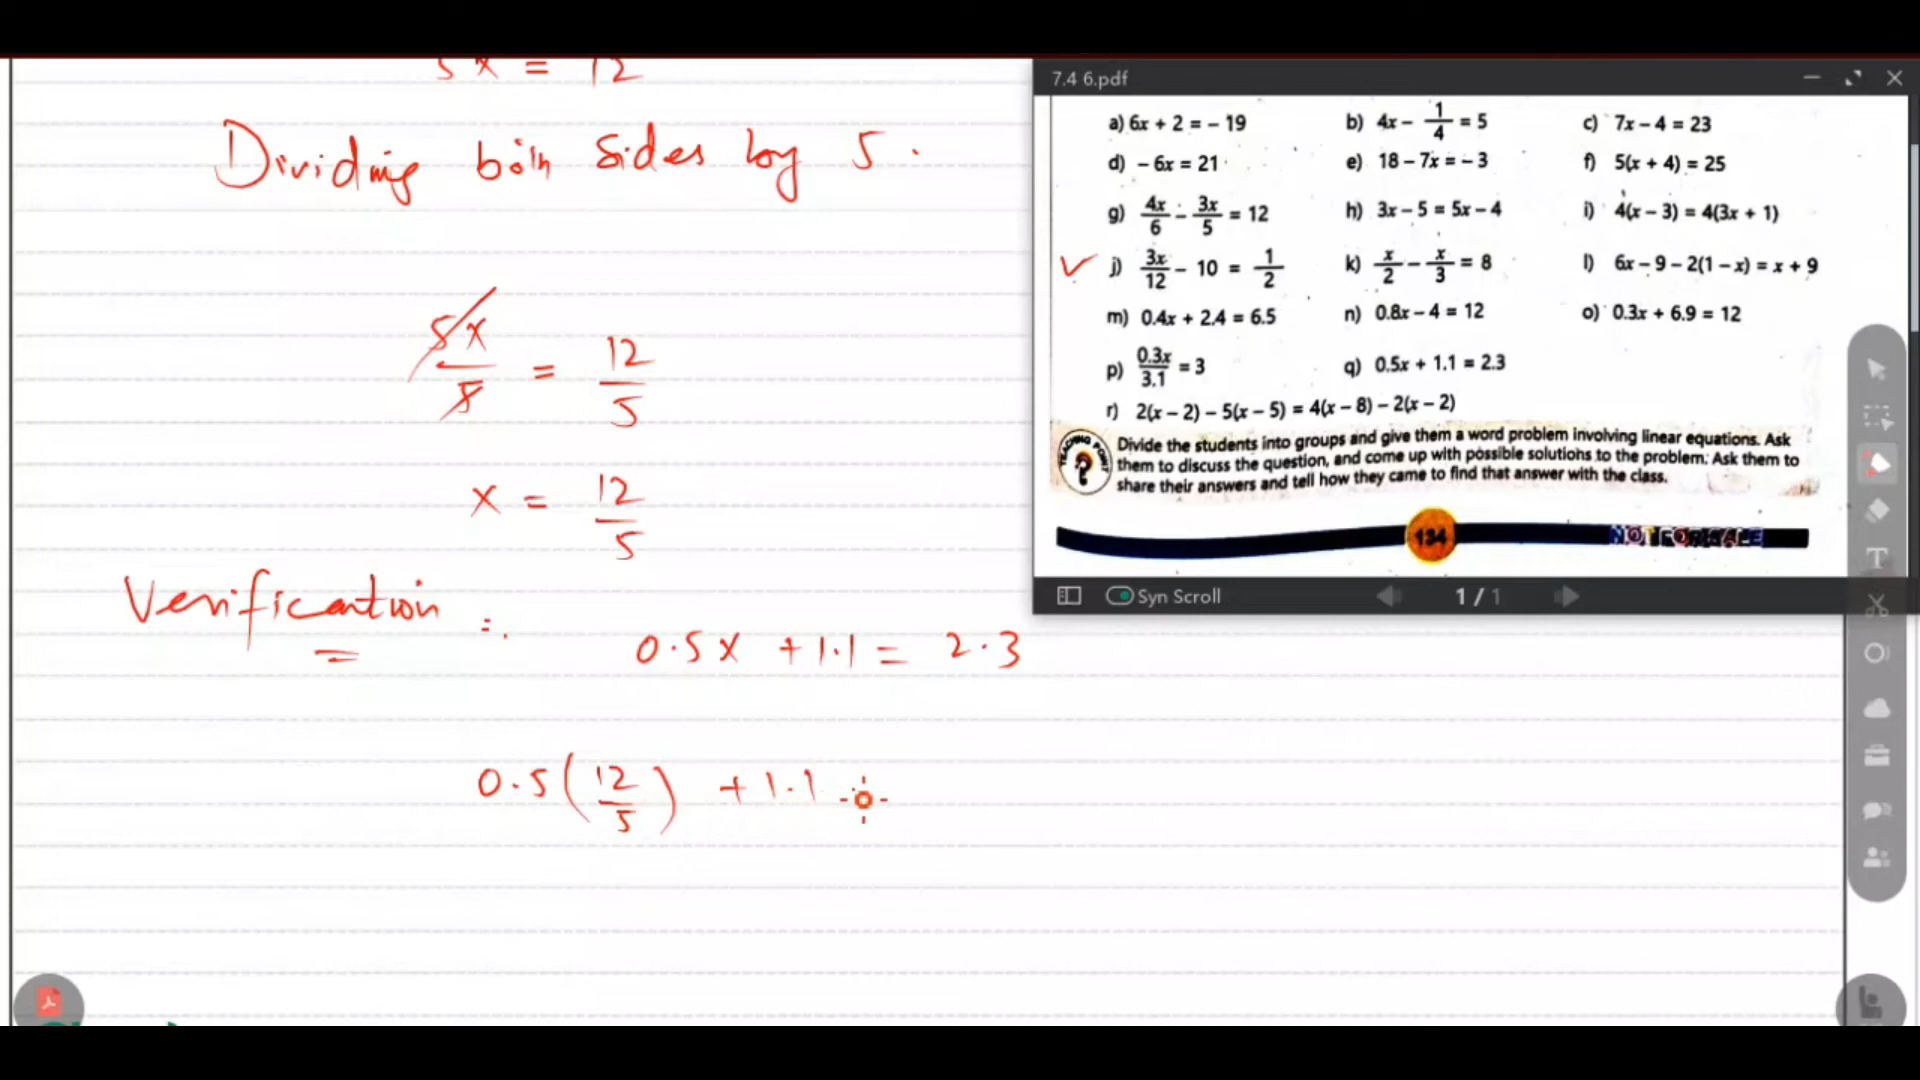 5x = 12
Dividing both sides by 5.
5x/5 = 12/5
x = 12/5
Verification :.
0.5x + 1.1 = 2.3
0.5(12/5) + 1.1
7.4 6.pdf
a) 6x + 2 = – 19 b) 4x – 1/4 = 5 c) 7x – 4 = 23
d) – 6x = 21 e) 18 – 7x = – 3 f) 5(x + 4) = 25
g) 4x/6 – 3x/5 = 12 h) 3x – 5 = 5x – 4 i) 4(x – 3) = 4(3x + 1)
j) 3x/12 – 10 = 1/2 k) x/2 – x/3 = 8 l) 6x – 9 – 2(1 – x) = x + 9
m) 0.4x + 2.4 = 6.5 n) 0.8x – 4 = 12 o) 0.3x + 6.9 = 12
p) 0.3x/3.1 = 3 q) 0.5x + 1.1 = 2.3
r) 2(x – 2) – 5(x – 5) = 4(x – 8) – 2(x – 2)
TEACHING POINT
?
Divide the students into groups and give them a word problem involving linear equations. Ask
them to discuss the question, and come up with possible solutions to the problem. Ask them to
share their answers and tell how they came to find that answer with the class.
134
NOT FOR SALE
Syn Scroll
1 / 1
T